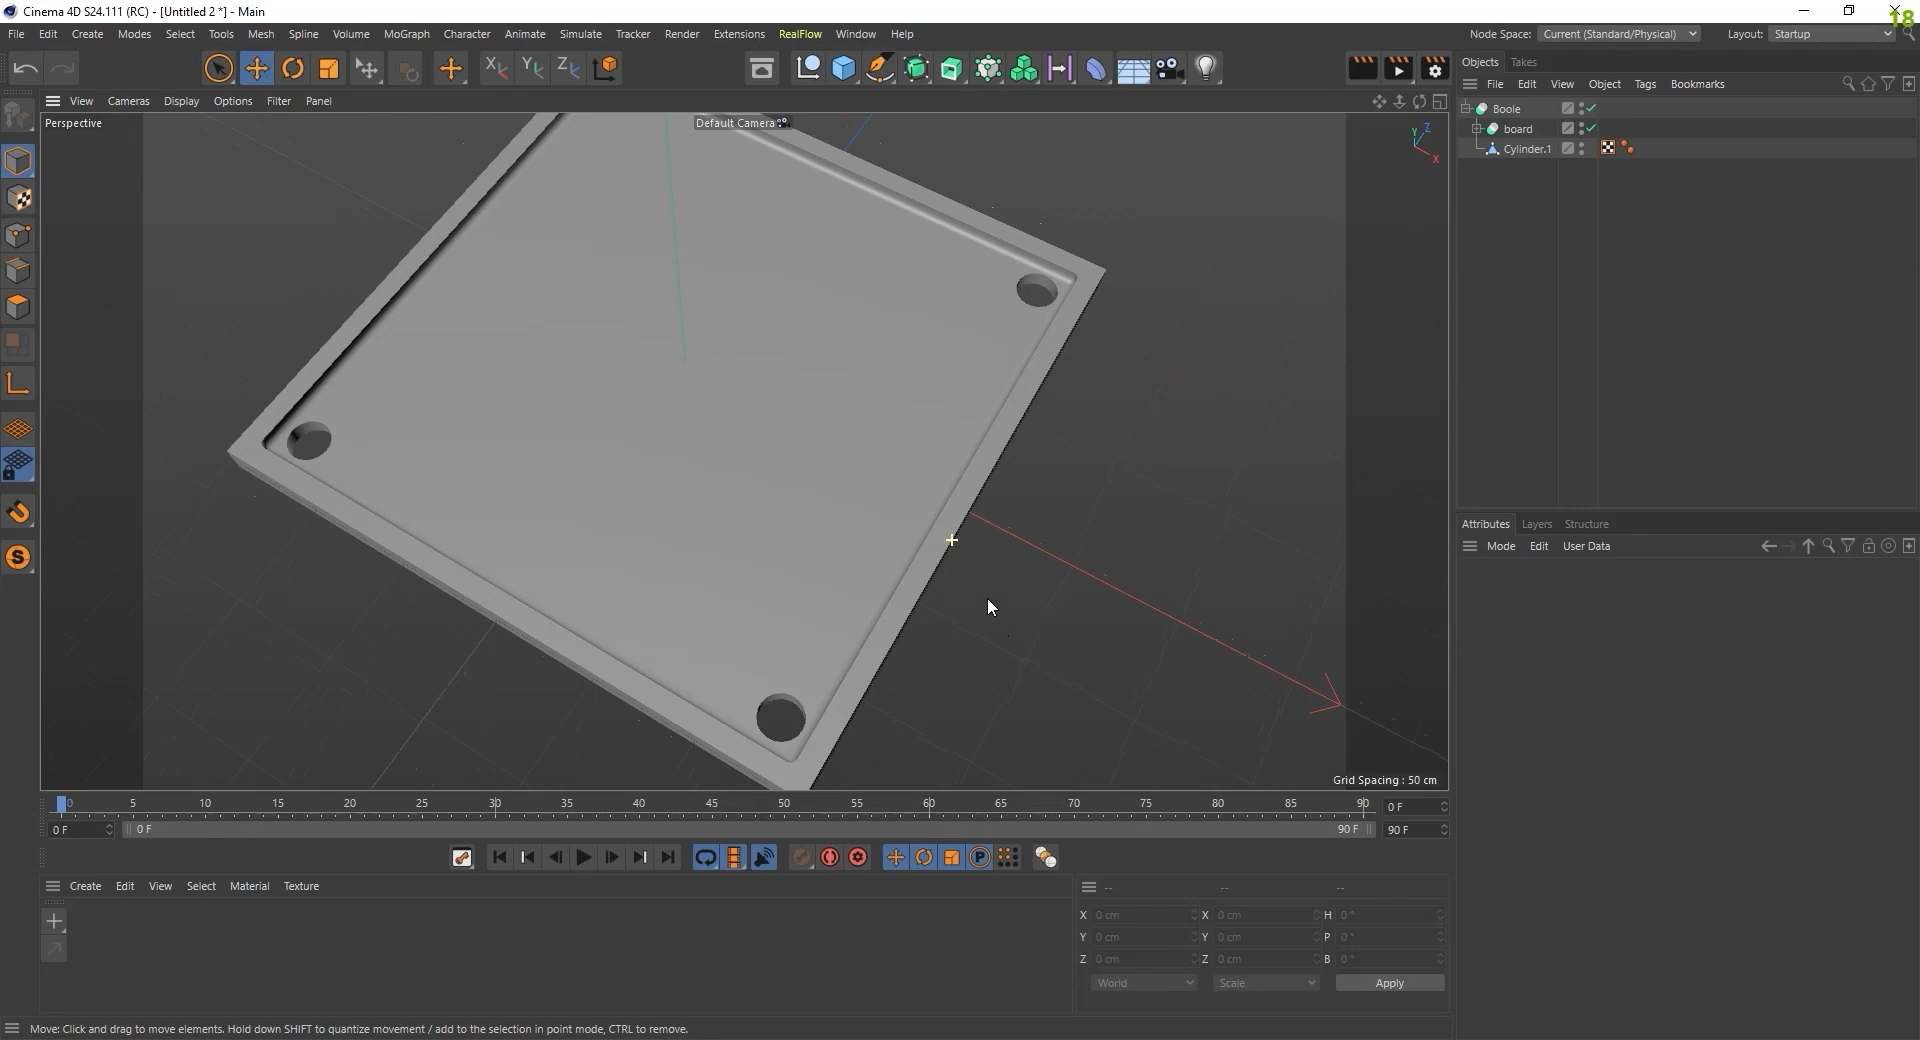 Cinema 4D S24.111 (RC) - [Untitled 2 *] - Main
18
File Edit Create Modes Select Tools Mesh Spline Volume MoGraph Character Animate Simulate Tracker Render Extensions RealFlow Window Help
Node Space: Current (Standard/Physical) Layout: Startup
X Y Z
Objects Takes
File Edit View Object Tags Bookmarks
View Cameras Display Options Filter Panel
Perspective
Default Camera
Y Z X
Boole
board
Cylinder.1
Attributes Layers Structure
Mode Edit User Data
Grid Spacing : 50 cm
0 5 10 15 20 25 30 35 40 45 50 55 60 65 70 75 80 85 90 0 F
0 F 0 F 90 F 90 F
P
Create Edit View Select Material Texture
-- -- --
X 0 cm X 0 cm H 0 °
Y 0 cm Y 0 cm P 0 °
Z 0 cm Z 0 cm B 0 °
World Scale Apply
Move: Click and drag to move elements. Hold down SHIFT to quantize movement / add to the selection in point mode, CTRL to remove.